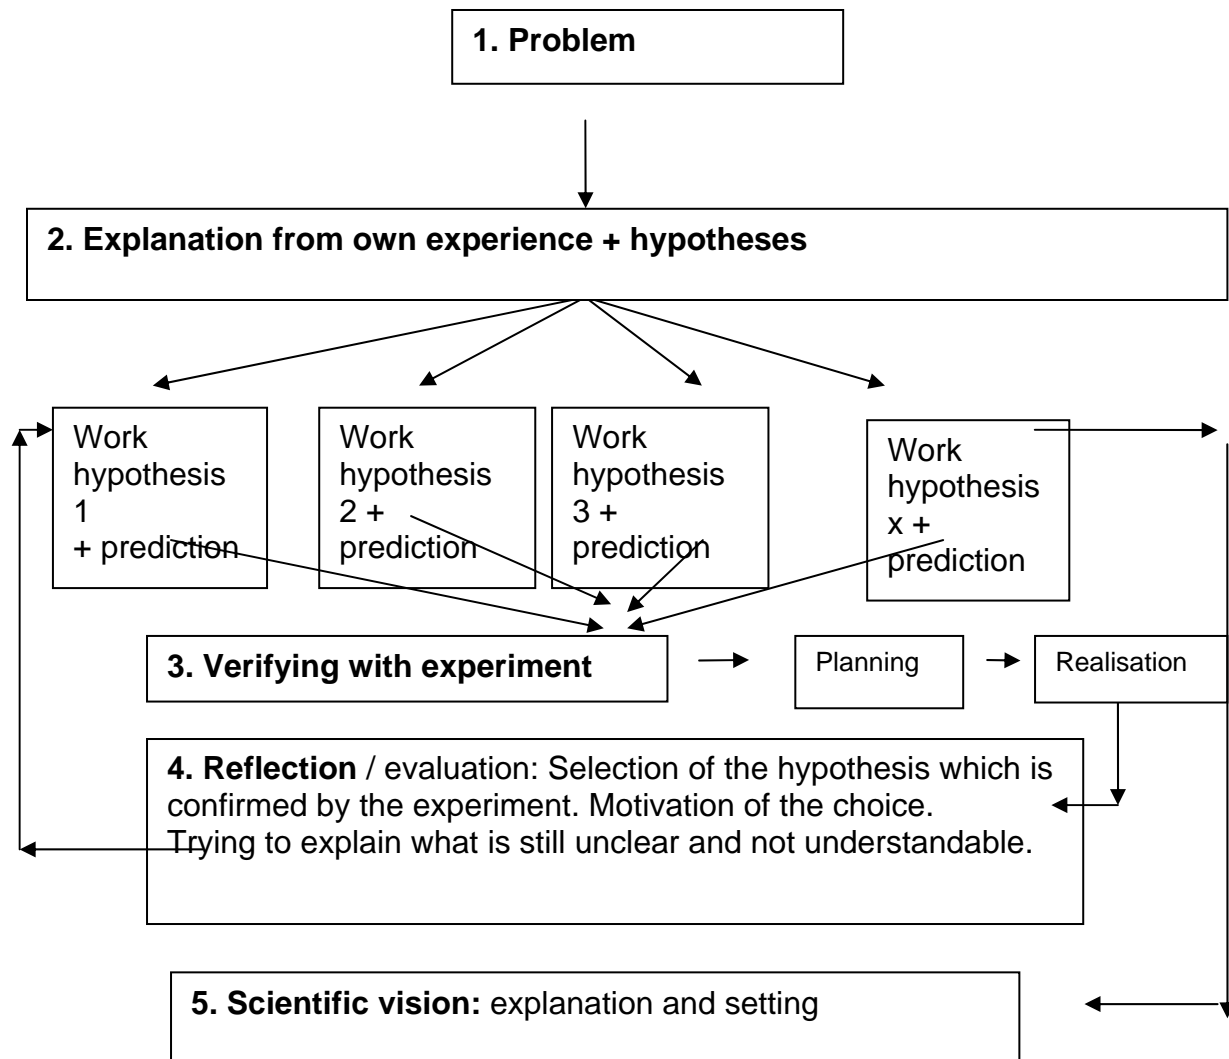 1. Problem
2. Explanation from own experience + hypotheses
Work
hypothesis
1
+ prediction
Work
hypothesis
2 +
prediction
Work
hypothesis
3 +
prediction
Work
hypothesis
x +
prediction
3. Verifying with experiment
Planning
Realisation
4. Reflection / evaluation: Selection of the hypothesis which is
confirmed by the experiment. Motivation of the choice.
Trying to explain what is still unclear and not understandable.
5. Scientific vision: explanation and setting